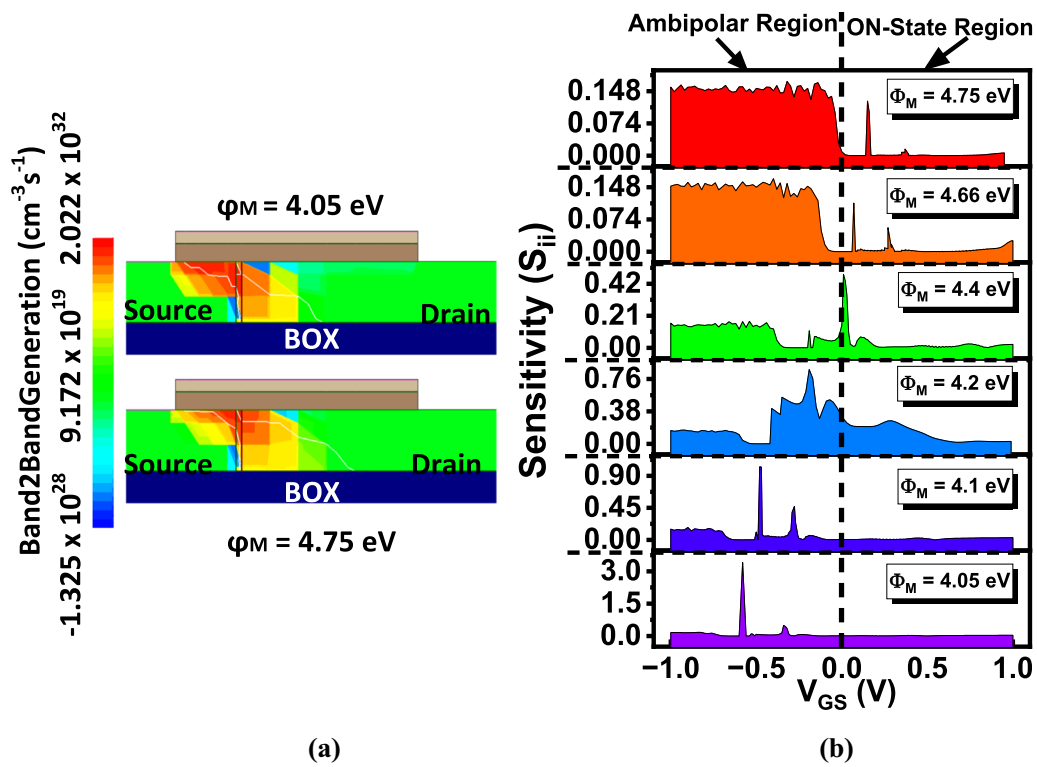 Band2BandGeneration (cm⁻³s⁻¹)
-1.325 x 10²⁸ 9.172 x 10¹⁹ 2.022 x 10³²
φM = 4.05 eV
Source
Drain
BOX
Source
Drain
BOX
φM = 4.75 eV
(a)
Ambipolar Region
ON-State Region
Sensitivity (Sᵢᵢ)
0.148
0.074
0.000
ΦM = 4.75 eV
0.148
0.074
0.000
ΦM = 4.66 eV
0.42
0.21
0.00
ΦM = 4.4 eV
0.76
0.38
0.00
ΦM = 4.2 eV
0.90
0.45
0.00
ΦM = 4.1 eV
3.0
1.5
0.0
ΦM = 4.05 eV
−1.0 −0.5 0.0 0.5 1.0
VGS (V)
(b)